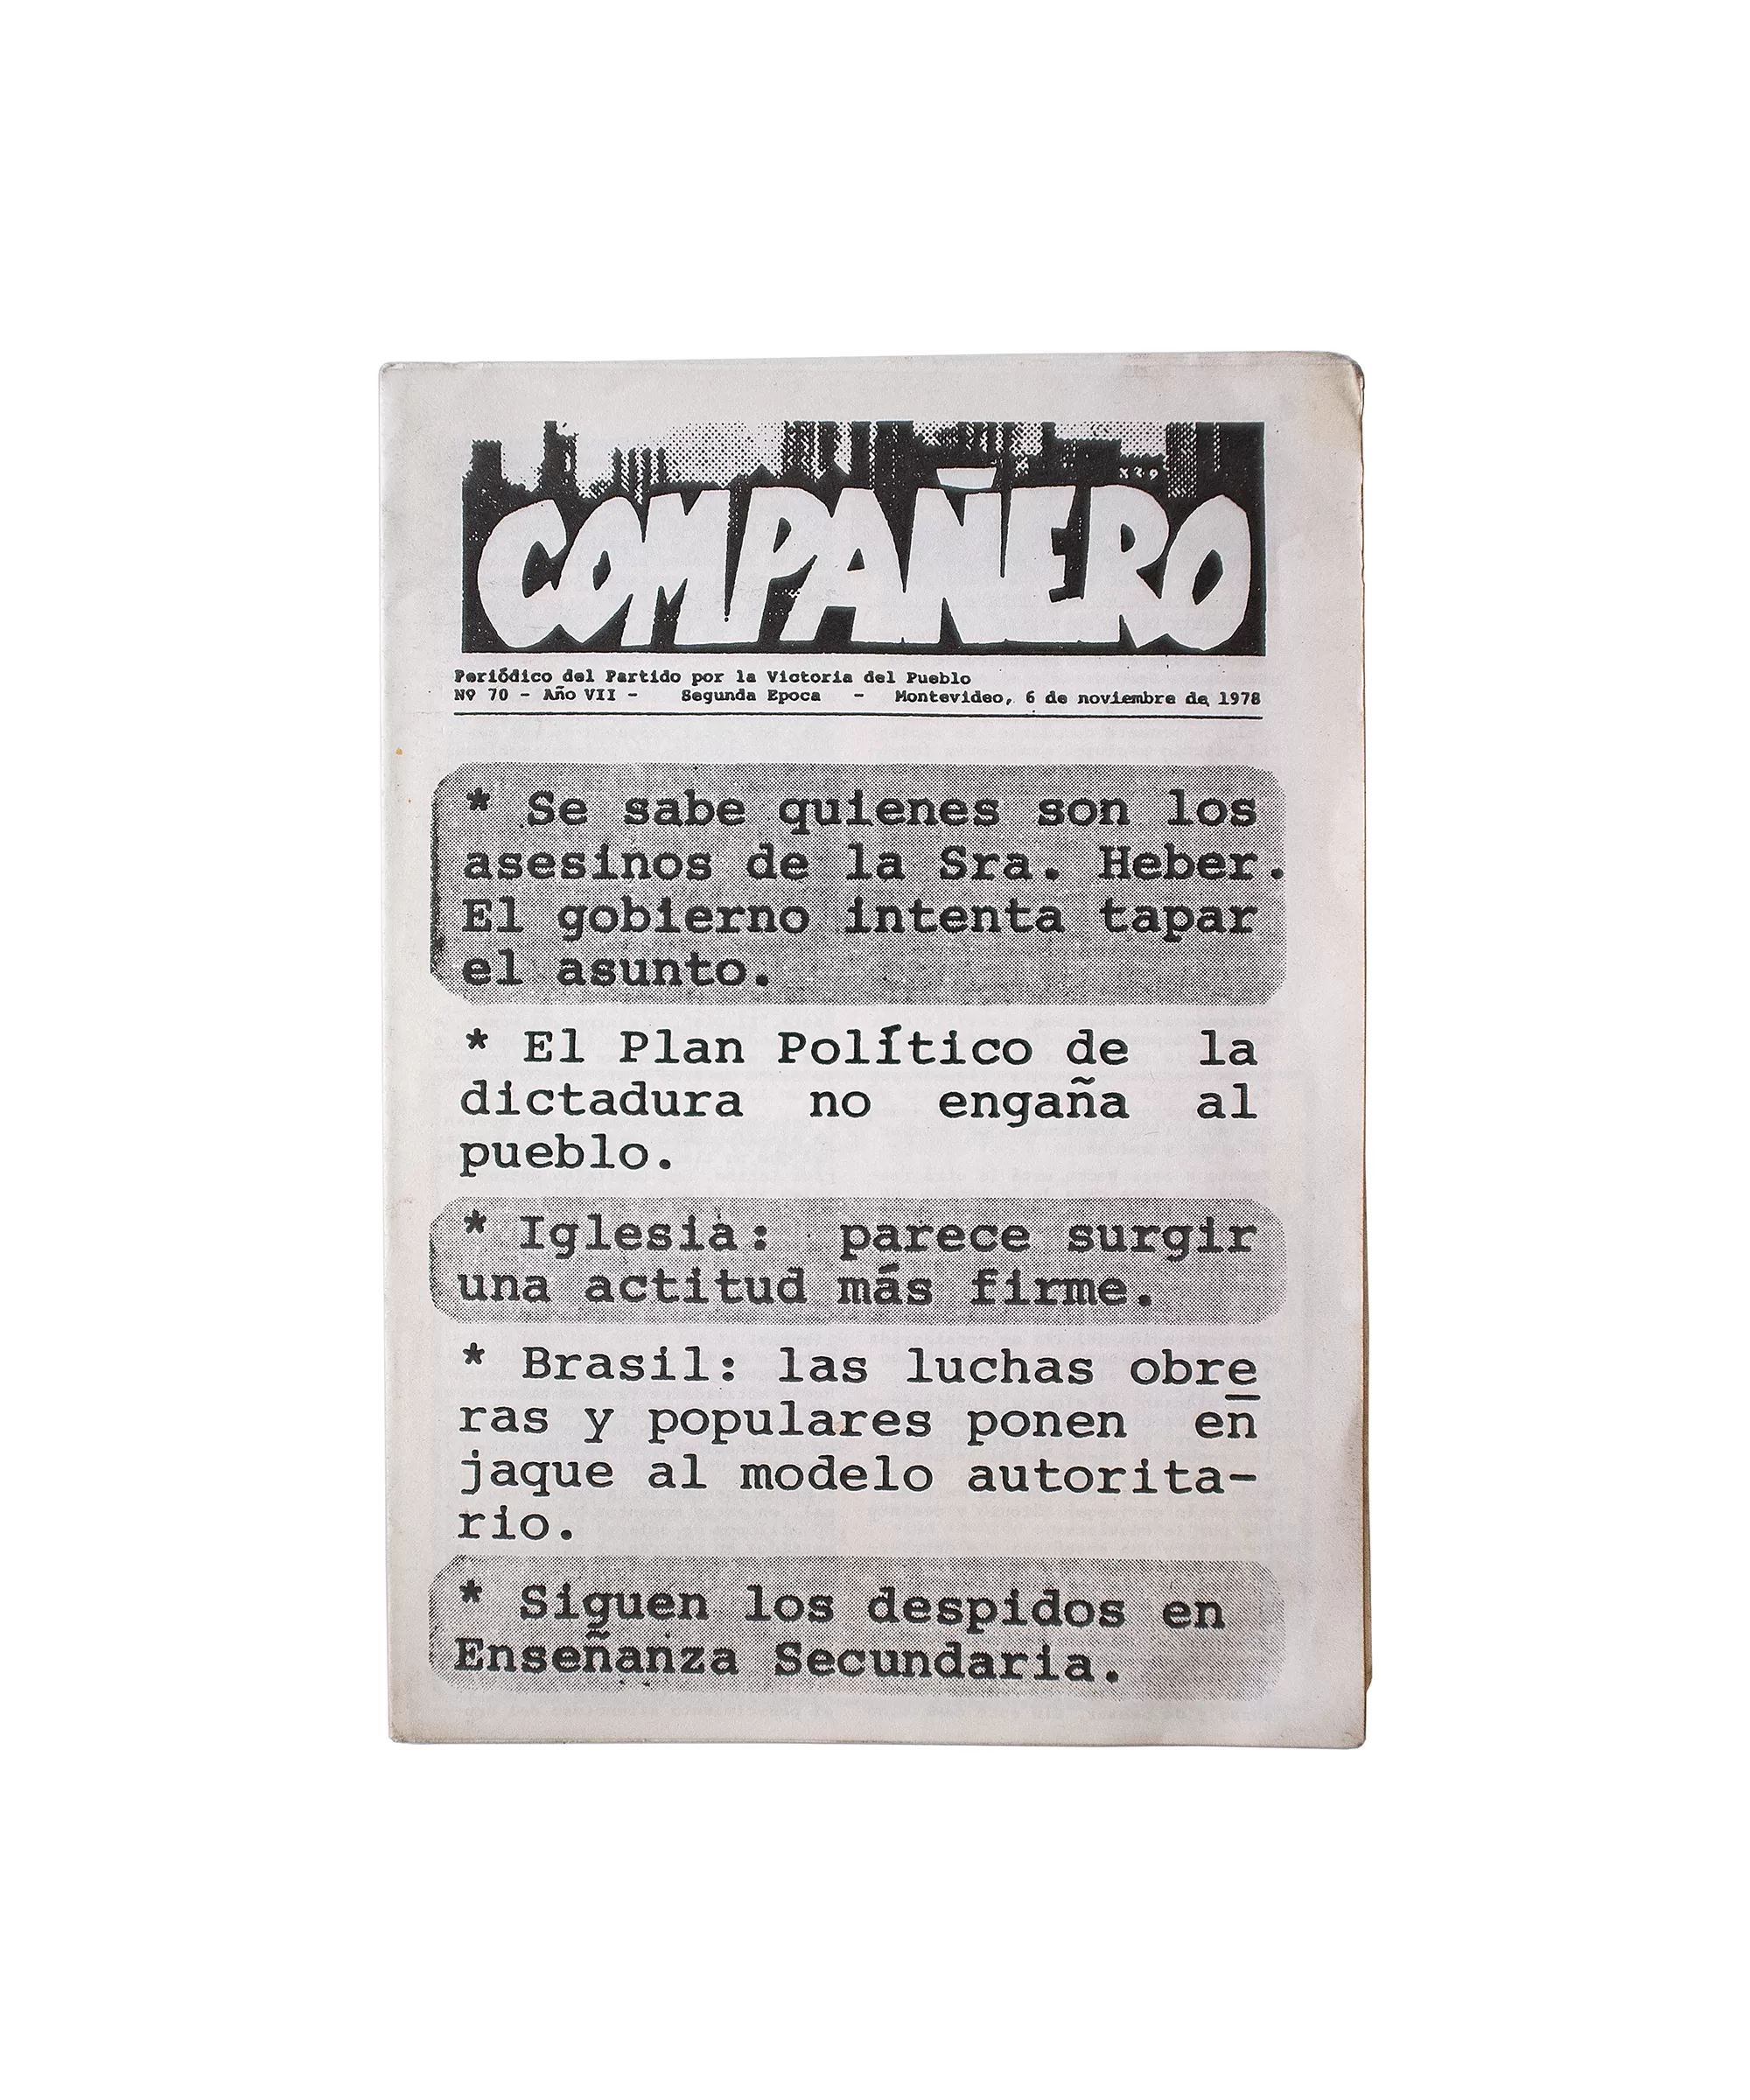 COMPAÑERO
Periódico del Partido por la Victoria del Pueblo
Nº 70 - Año VII - Segunda Epoca - Montevideo, 6 de noviembre de 1978
* Se sabe quienes son los
asesinos de la Sra. Heber.
El gobierno intenta tapar
el asunto.
* El Plan Político de la
dictadura no engaña al
pueblo.
* Iglesia: parece surgir
una actitud más firme.
* Brasil: las luchas obre
ras y populares ponen en
jaque al modelo autorita-
rio.
* Siguen los despidos en
Enseñanza Secundaria.